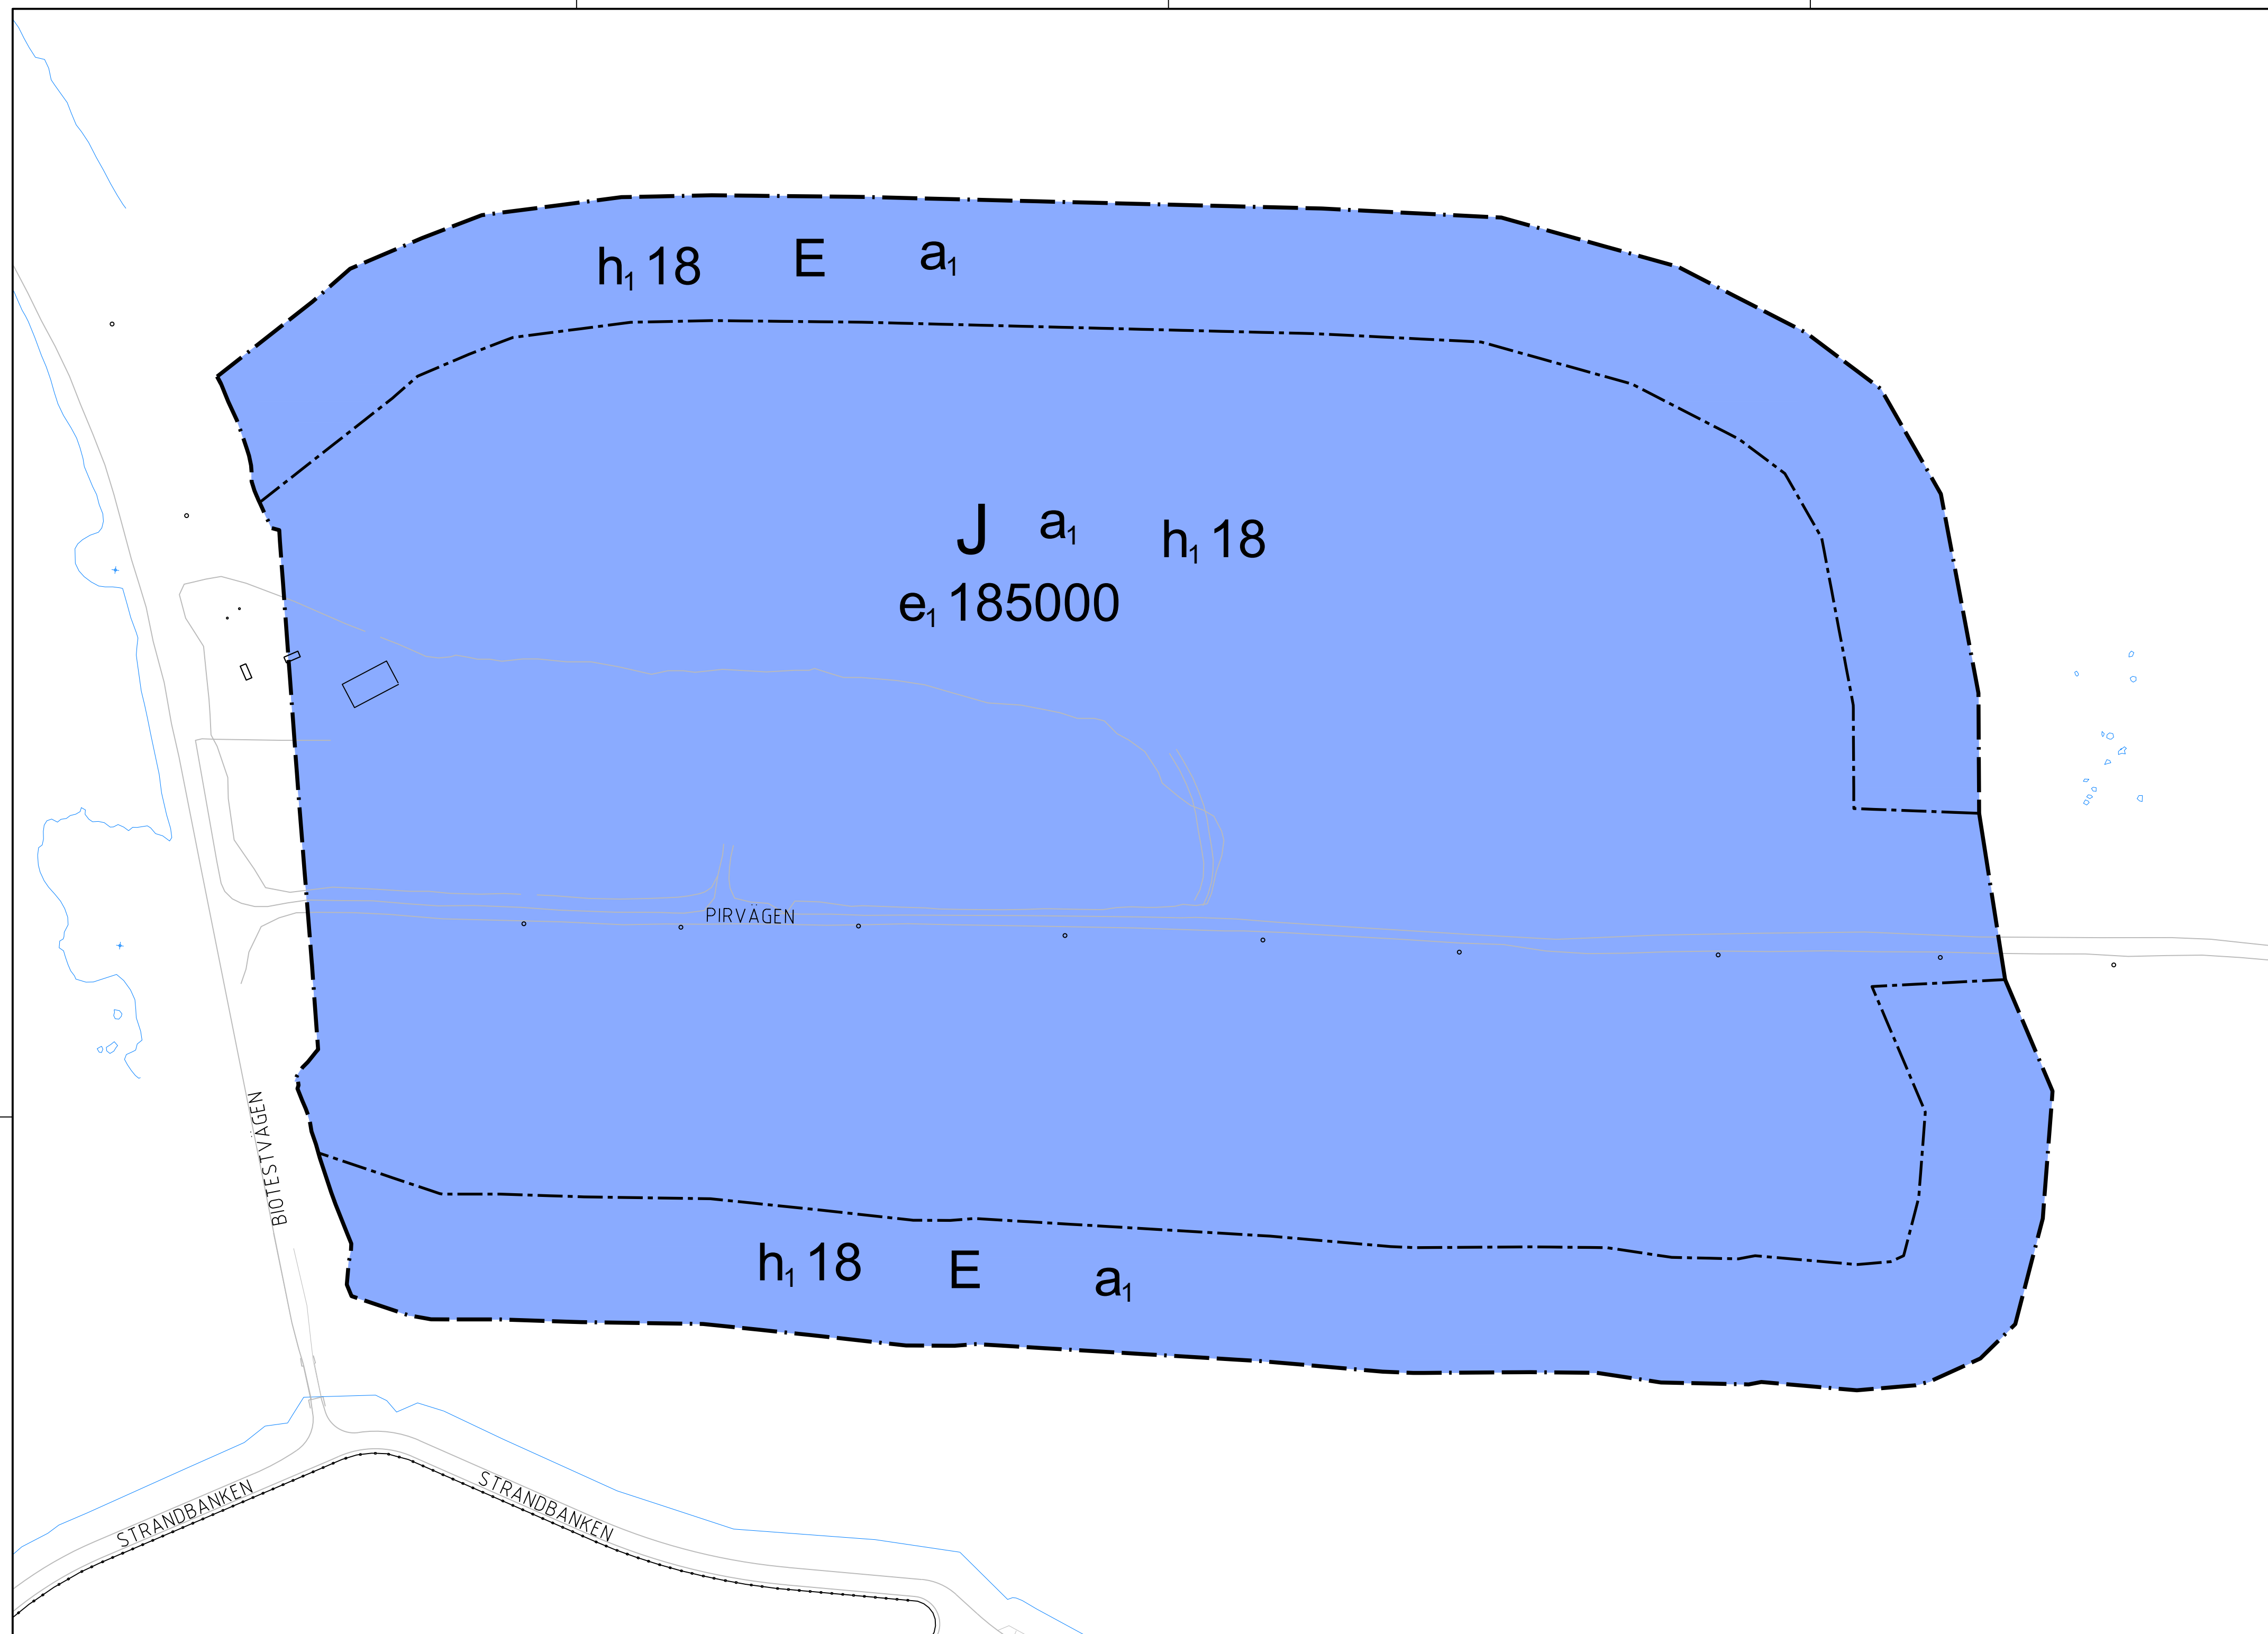 h₁ 18 E a₁
J a₁ h₁ 18
e₁ 185000
PIRVÄGEN
BIOTESTVÄGEN
h₁ 18 E a₁
STRANDBANKEN
STRANDBANKEN